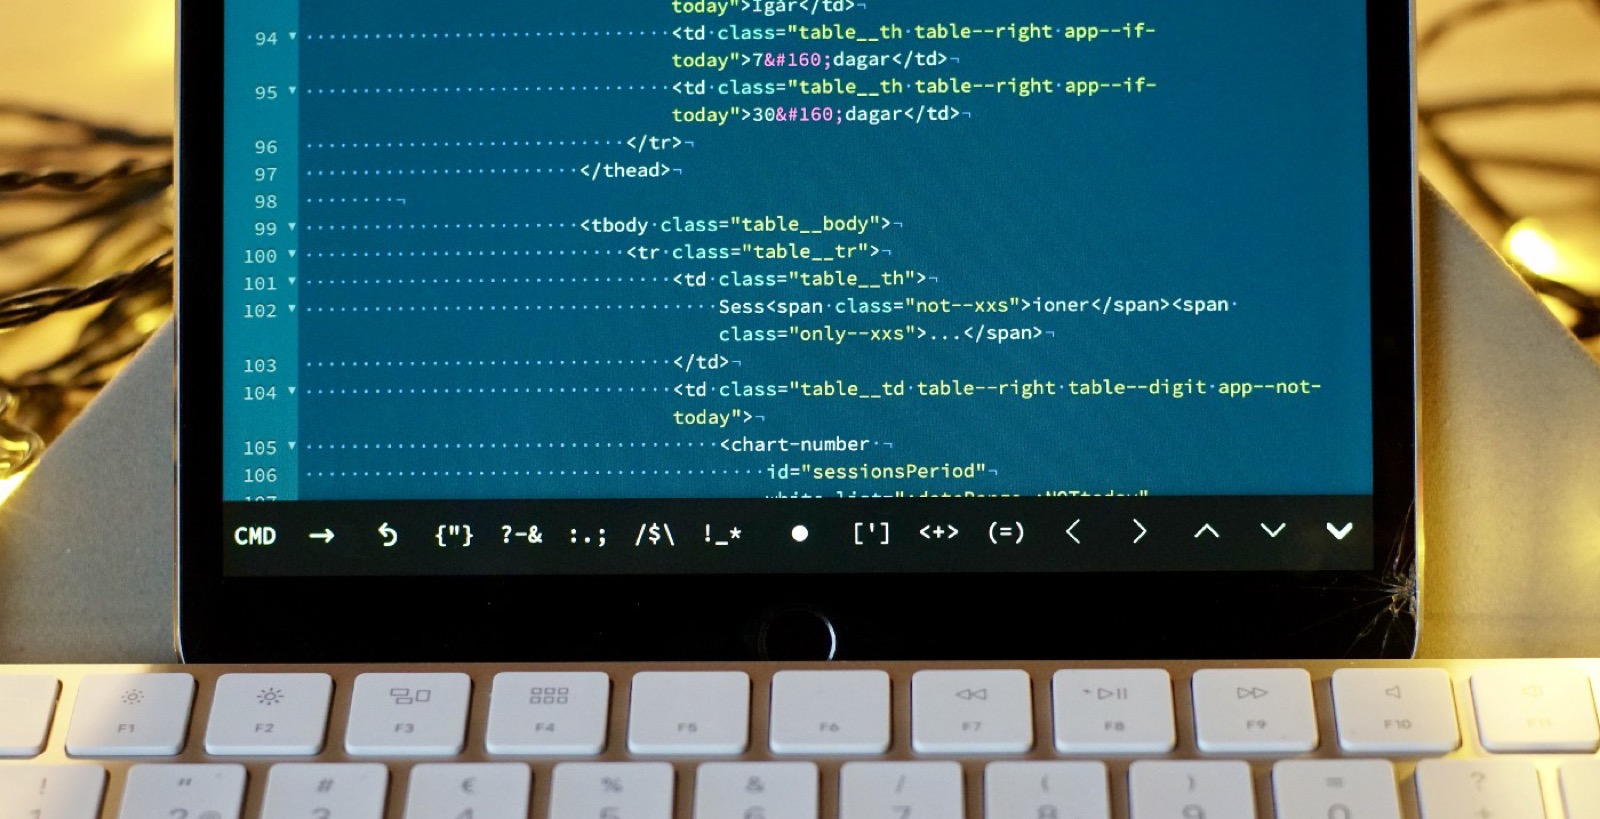 today">Igår</td>¬
94 <td class="table__th table--right app--if-
today">7&#160;dagar</td>¬
95 <td class="table__th table--right app--if-
today">30&#160;dagar</td>¬
96 </tr>¬
97 </thead>¬
98 ¬
99 <tbody class="table__body">¬
100 <tr class="table__tr">¬
101 <td class="table__th">¬
102 Sess<span class="not--xxs">ioner</span><span
class="only--xxs">...</span>¬
103 </td>¬
104 <td class="table__td table--right table--digit app--not-
today">¬
105 <chart-number ¬
106 id="sessionsPeriod"¬
CMD → {"} ?-& :.; /$\ !_* ● ['] <+> (=)
F1 F2 F3 F4 F5 F6 F7 F8 F9 F10 F11
! " # € % & / ( ) = ?
1 2 3 4 5 6 7 8 9 0 +